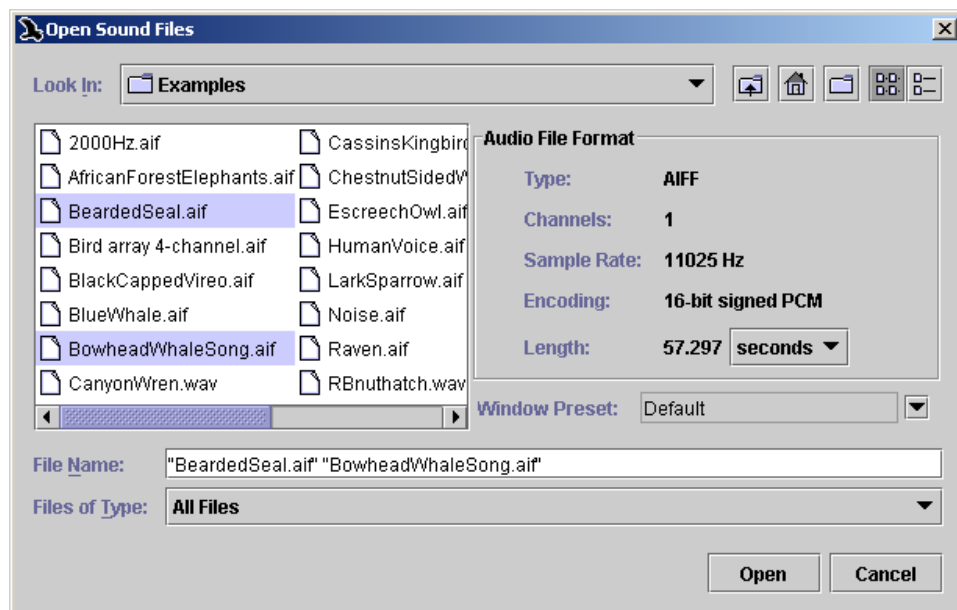 Open Sound Files
Look In: Examples
2000Hz.aif
AfricanForestElephants.aif
BeardedSeal.aif
Bird array 4-channel.aif
BlackCappedVireo.aif
BlueWhale.aif
BowheadWhaleSong.aif
CanyonWren.wav
CassinsKingbird
ChestnutSidedW
EscreechOwl.aif
HumanVoice.aif
LarkSparrow.aif
Noise.aif
Raven.aif
RBnuthatch.wav
Audio File Format
Type: AIFF
Channels: 1
Sample Rate: 11025 Hz
Encoding: 16-bit signed PCM
Length: 57.297 seconds
Window Preset: Default
File Name: "BeardedSeal.aif" "BowheadWhaleSong.aif"
Files of Type: All Files
Open Cancel